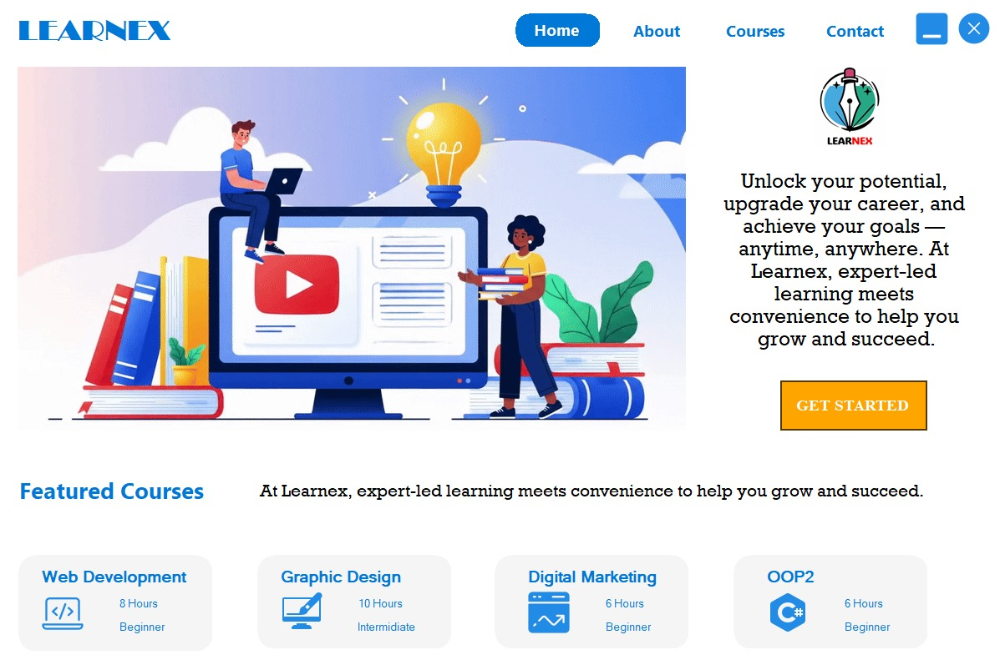 LEARNEX
Home
About
Courses
Contact
LEARNEX
Unlock your potential,
upgrade your career, and
achieve your goals —
anytime, anywhere. At
Learnex, expert-led
learning meets
convenience to help you
grow and succeed.
GET STARTED
Featured Courses
At Learnex, expert-led learning meets convenience to help you grow and succeed.
Web Development
</>
8 Hours
Beginner
Graphic Design
10 Hours
Intermidiate
Digital Marketing
6 Hours
Beginner
OOP2
C#
6 Hours
Beginner